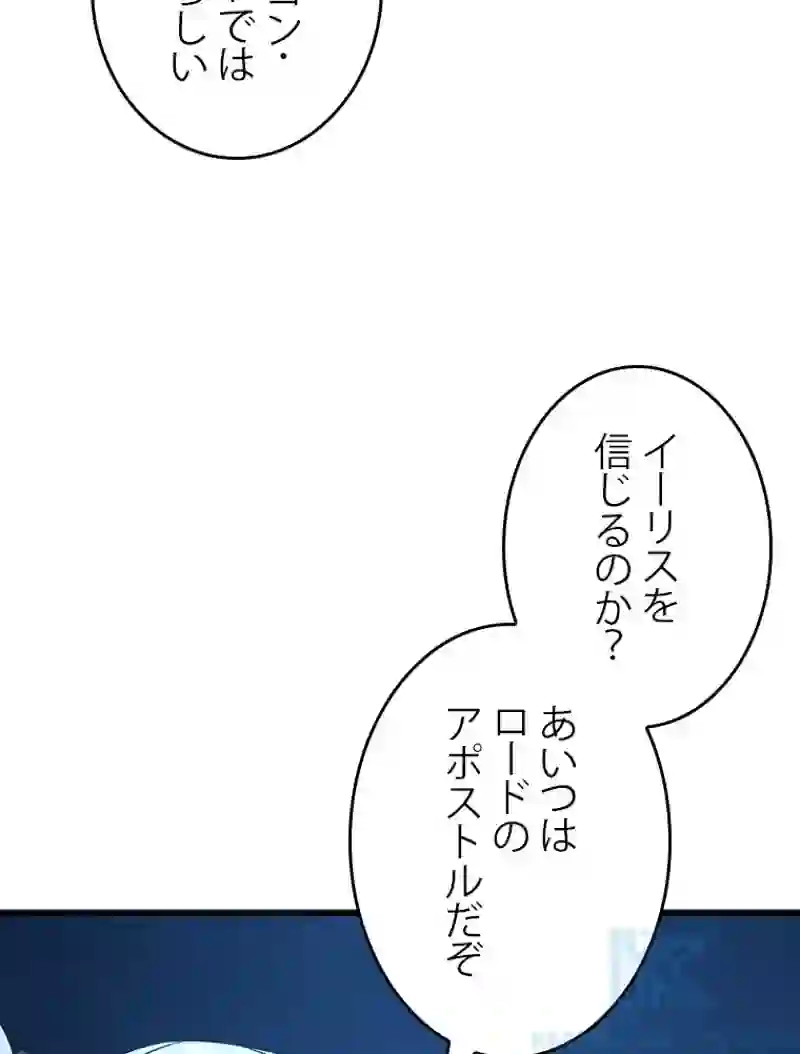 ン・
では
しい
イーリスを
信じるのか?
あいつは
ロードの
アポストルだぞ